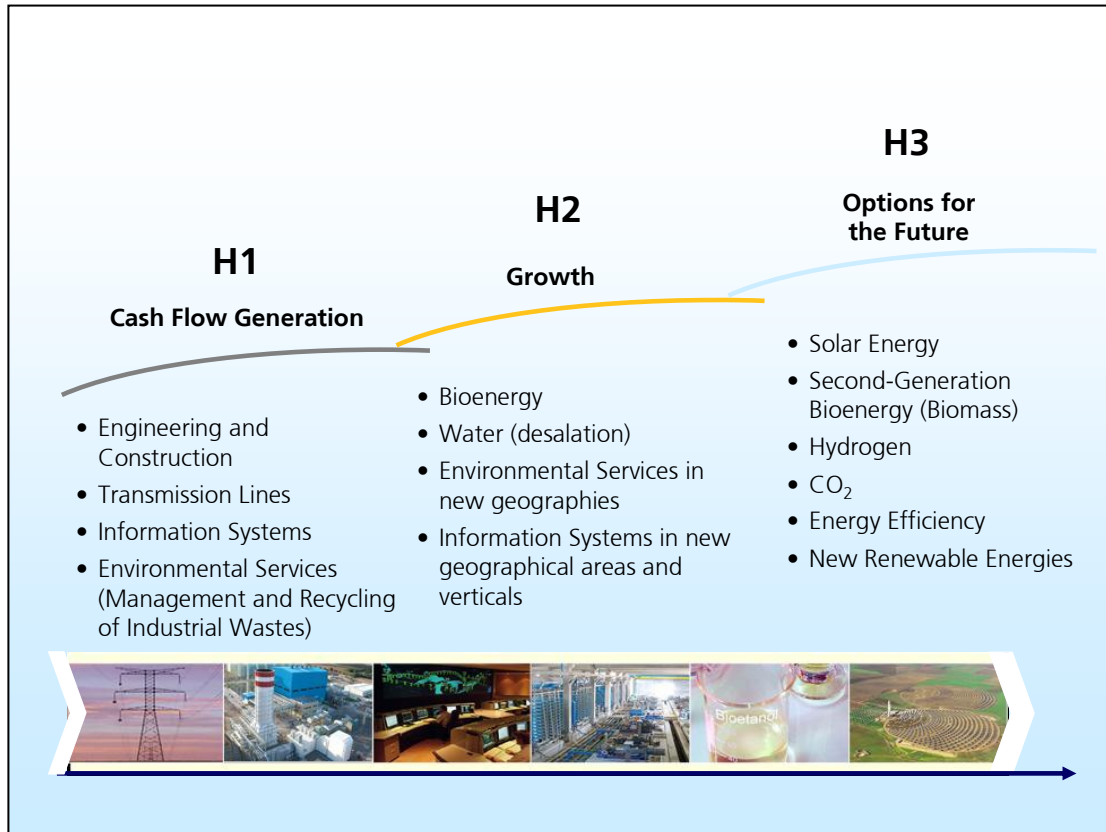 H1
Cash Flow Generation
• Engineering and
Construction
• Transmission Lines
• Information Systems
• Environmental Services
(Management and Recycling
of Industrial Wastes)
H2
Growth
• Bioenergy
• Water (desalation)
• Environmental Services in
new geographies
• Information Systems in new
geographical areas and
verticals
H3
Options for
the Future
• Solar Energy
• Second-Generation
Bioenergy (Biomass)
• Hydrogen
• CO₂
• Energy Efficiency
• New Renewable Energies
Bioetanol